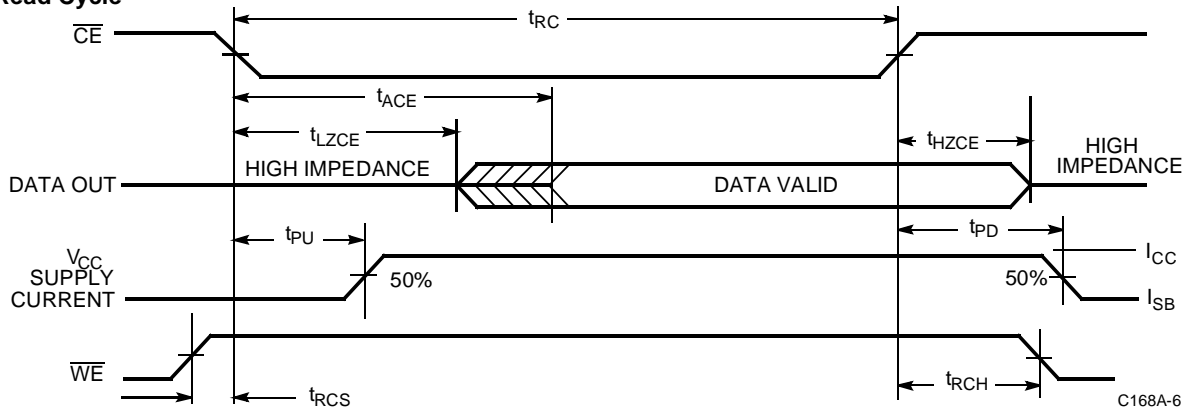 Read Cycle
tRC
CE
tACE
tLZCE
tHZCE
HIGH IMPEDANCE
HIGH
IMPEDANCE
DATA OUT
DATA VALID
tPU
tPD
VCC
SUPPLY
CURRENT
50%
50%
ICC
ISB
WE
tRCS
tRCH
C168A-6